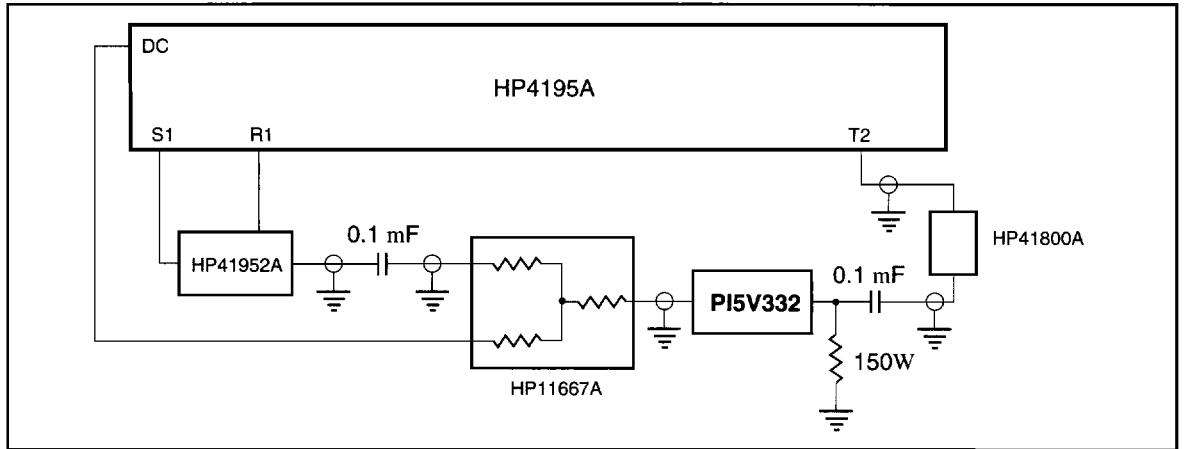 DC
HP4195A
S1
R1
T2
0.1 mF
HP41952A
HP41800A
0.1 mF
PI5V332
150W
HP11667A